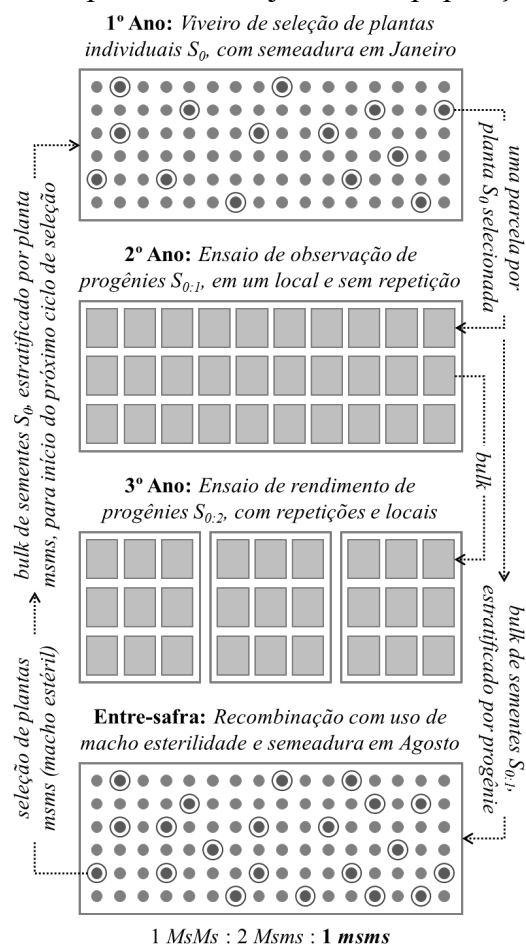 1º Ano: Viveiro de seleção de plantas
individuais S0, com semeadura em Janeiro
uma parcela por
planta S0 selecionada
2º Ano: Ensaio de observação de
progênies S0:1, em um local e sem repetição
bulk
3º Ano: Ensaio de rendimento de
progênies S0:2, com repetições e locais
bulk de sementes S0:1,
estratificado por progênie
Entre-safra: Recombinação com uso de
macho esterilidade e semeadura em Agosto
seleção de plantas
msms (macho estéril)
bulk de sementes S0, estratificado por planta
msms, para início do próximo ciclo de seleção
1 MsMs : 2 Msms : 1 msms